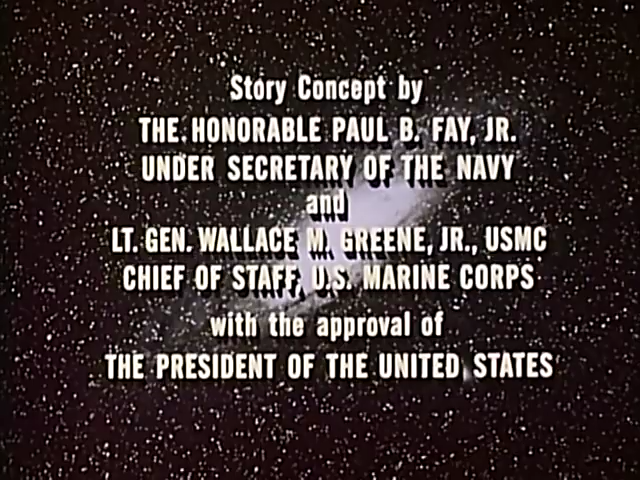 Story Concept by
THE HONORABLE PAUL B. FAY, JR.
UNDER SECRETARY OF THE NAVY
and
LT. GEN. WALLACE M. GREENE, JR., USMC
CHIEF OF STAFF, U.S. MARINE CORPS
with the approval of
THE PRESIDENT OF THE UNITED STATES